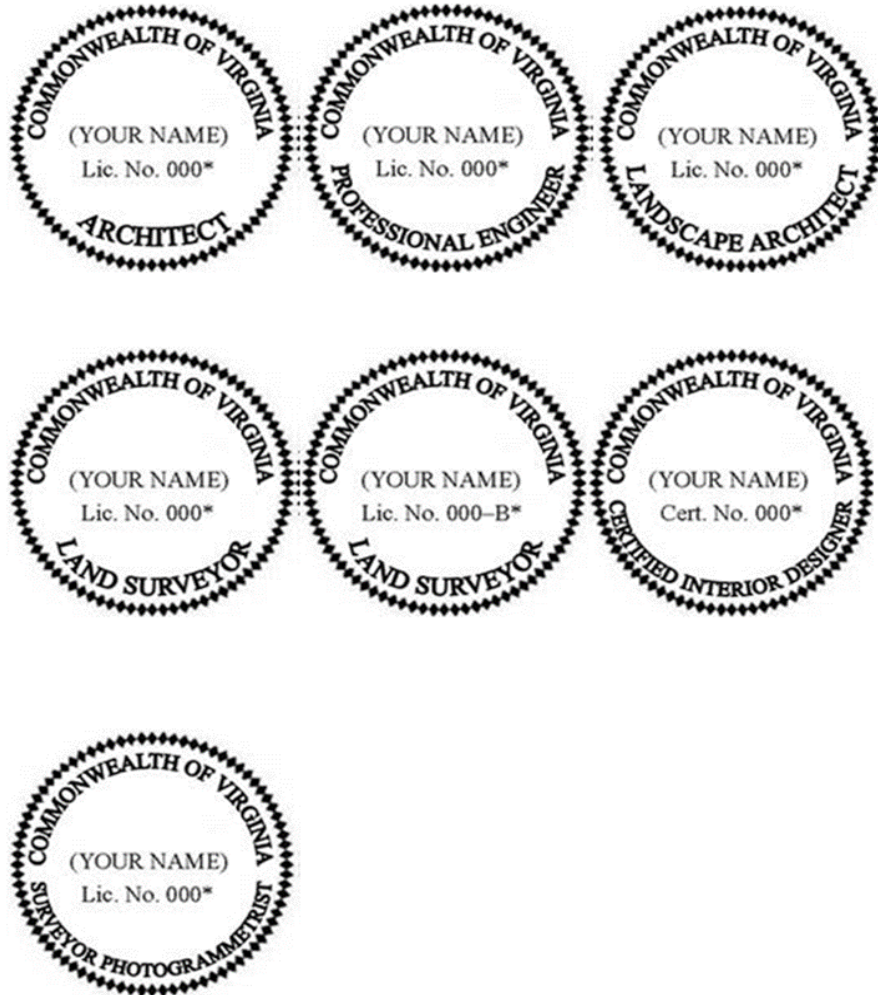 COMMONWEALTH OF VIRGINIA
(YOUR NAME)
Lic. No. 000*
ARCHITECT
COMMONWEALTH OF VIRGINIA
(YOUR NAME)
Lic. No. 000*
PROFESSIONAL ENGINEER
COMMONWEALTH OF VIRGINIA
(YOUR NAME)
Lic. No. 000*
LANDSCAPE ARCHITECT
COMMONWEALTH OF VIRGINIA
(YOUR NAME)
Lic. No. 000*
LAND SURVEYOR
COMMONWEALTH OF VIRGINIA
(YOUR NAME)
Lic. No. 000–B*
LAND SURVEYOR
COMMONWEALTH OF VIRGINIA
(YOUR NAME)
Cert. No. 000*
CERTIFIED INTERIOR DESIGNER
COMMONWEALTH OF VIRGINIA
(YOUR NAME)
Lic. No. 000*
SURVEYOR PHOTOGRAMMETRIST